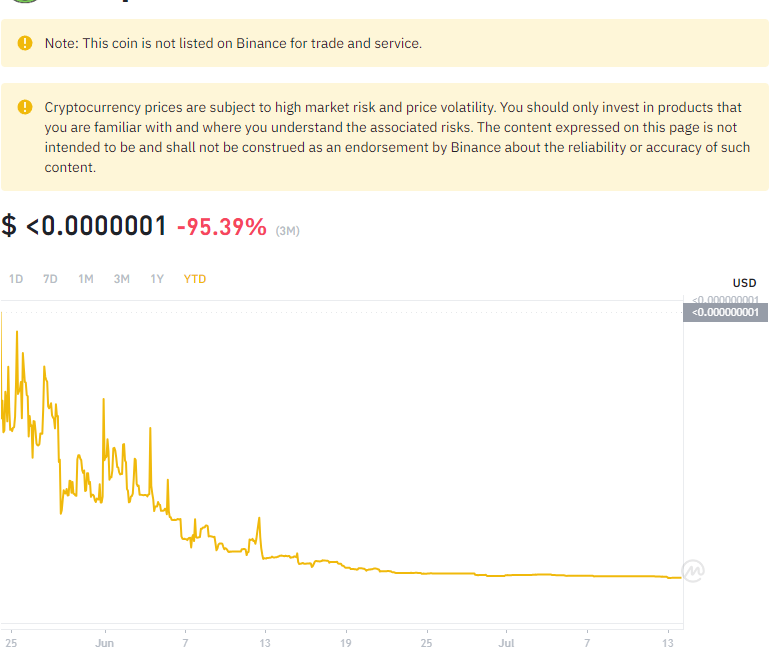 Note: This coin is not listed on Binance for trade and service.
Cryptocurrency prices are subject to high market risk and price volatility. You should only invest in products that
you are familiar with and where you understand the associated risks. The content expressed on this page is not
intended to be and shall not be construed as an endorsement by Binance about the reliability or accuracy of such
content.
$ <0.0000001 -95.39% (3M)
1D 7D 1M 3M 1Y YTD
USD
<0.000000001
<0.000000001
25 Jun 7 13 19 25 Jul 7 13